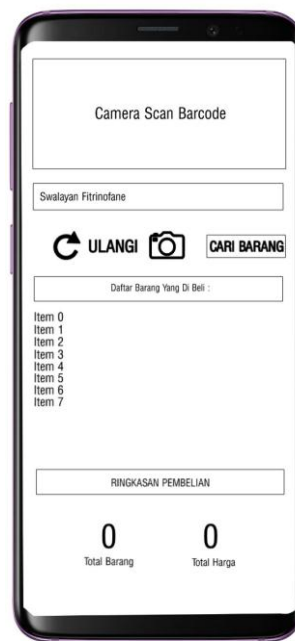 Camera Scan Barcode
Swalayan Fitrinofane
ULANGI
CARI BARANG
Daftar Barang Yang Di Beli :
Item 0
Item 1
Item 2
Item 3
Item 4
Item 5
Item 6
Item 7
RINGKASAN PEMBELIAN
0 0
Total Barang Total Harga